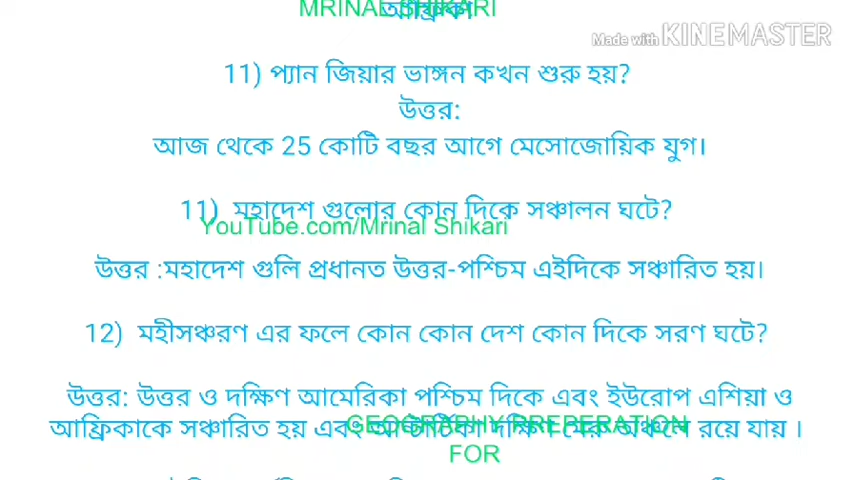 MRINAL SHIKARI
আফ্রিকা
Made with KINEMASTER
11) প্যান জিয়ার ভাঙ্গন কখন শুরু হয়?
উত্তর:
আজ থেকে 25 কোটি বছর আগে মেসোজোয়িক যুগ।
11) মহাদেশ গুলোর কোন দিকে সঞ্চালন ঘটে?
YouTube.com/Mrinal Shikari
উত্তর :মহাদেশ গুলি প্রধানত উত্তর-পশ্চিম এইদিকে সঞ্চারিত হয়।
12) মহীসঞ্চরণ এর ফলে কোন কোন দেশ কোন দিকে সরণ ঘটে?
উত্তর: উত্তর ও দক্ষিণ আমেরিকা পশ্চিম দিকে এবং ইউরোপ এশিয়া ও
আফ্রিকাকে সঞ্চারিত হয় এবং দক্ষিণ রয়ে যায় ।
GEOGRAPHY PREPERATION
FOR